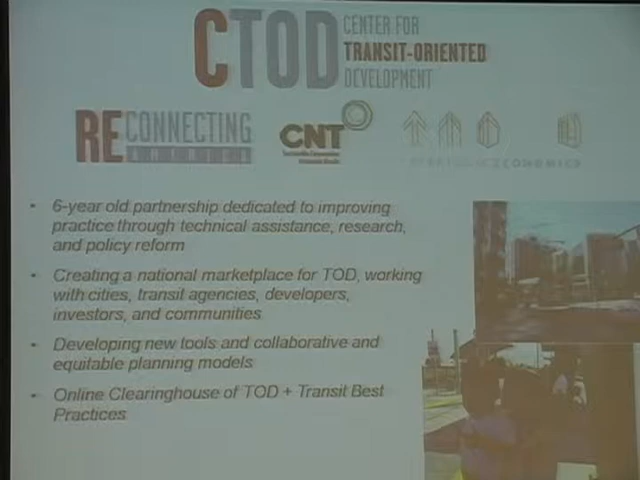 CTOD CENTER FOR
TRANSIT-ORIENTED
DEVELOPMENT
RECONNECTING
AMERICA
CNT
ECONOMICS
• 6-year old partnership dedicated to improving
practice through technical assistance, research,
and policy reform
• Creating a national marketplace for TOD, working
with cities, transit agencies, developers,
investors, and communities
• Developing new tools and collaborative and
equitable planning models
• Online Clearinghouse of TOD + Transit Best
Practices